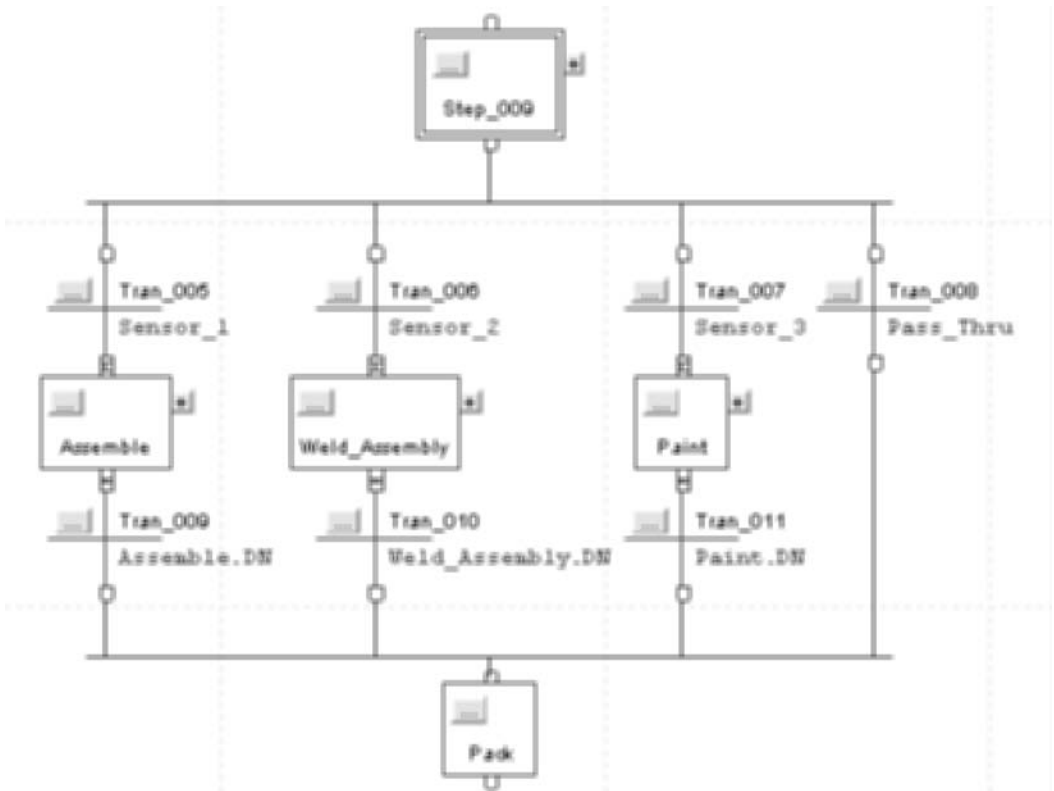 Step_009
Tran_005
Tran_006
Tran_007
Tran_008
Sensor_1
Sensor_2
Sensor_3
Pass_Thru
Assemble
Weld_Assembly
Paint
Tran_009
Tran_010
Tran_011
Assemble.DN
Weld_Assembly.DN
Paint.DN
Pack